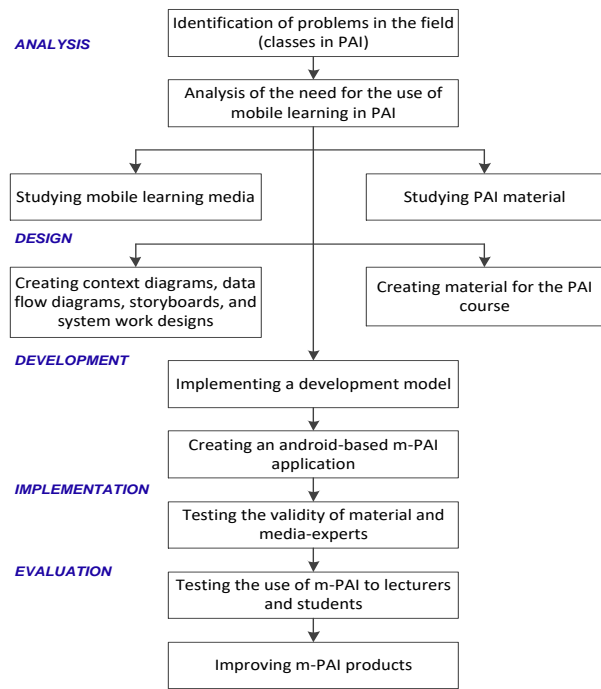 Identification of problems in the field
(classes in PAI)
ANALYSIS
Analysis of the need for the use of
mobile learning in PAI
Studying mobile learning media
Studying PAI material
DESIGN
Creating context diagrams, data
flow diagrams, storyboards, and
system work designs
Creating material for the PAI
course
DEVELOPMENT
Implementing a development model
Creating an android-based m-PAI
application
IMPLEMENTATION
Testing the validity of material and
media-experts
EVALUATION
Testing the use of m-PAI to lecturers
and students
Improving m-PAI products